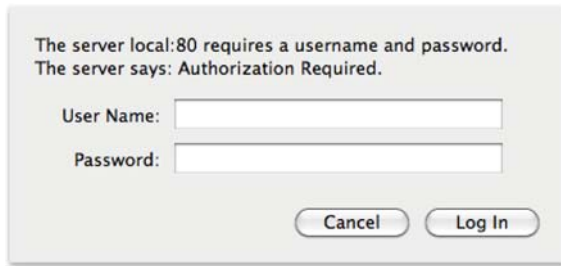 The server local:80 requires a username and password.
The server says: Authorization Required.
User Name:
Password:
Cancel Log In